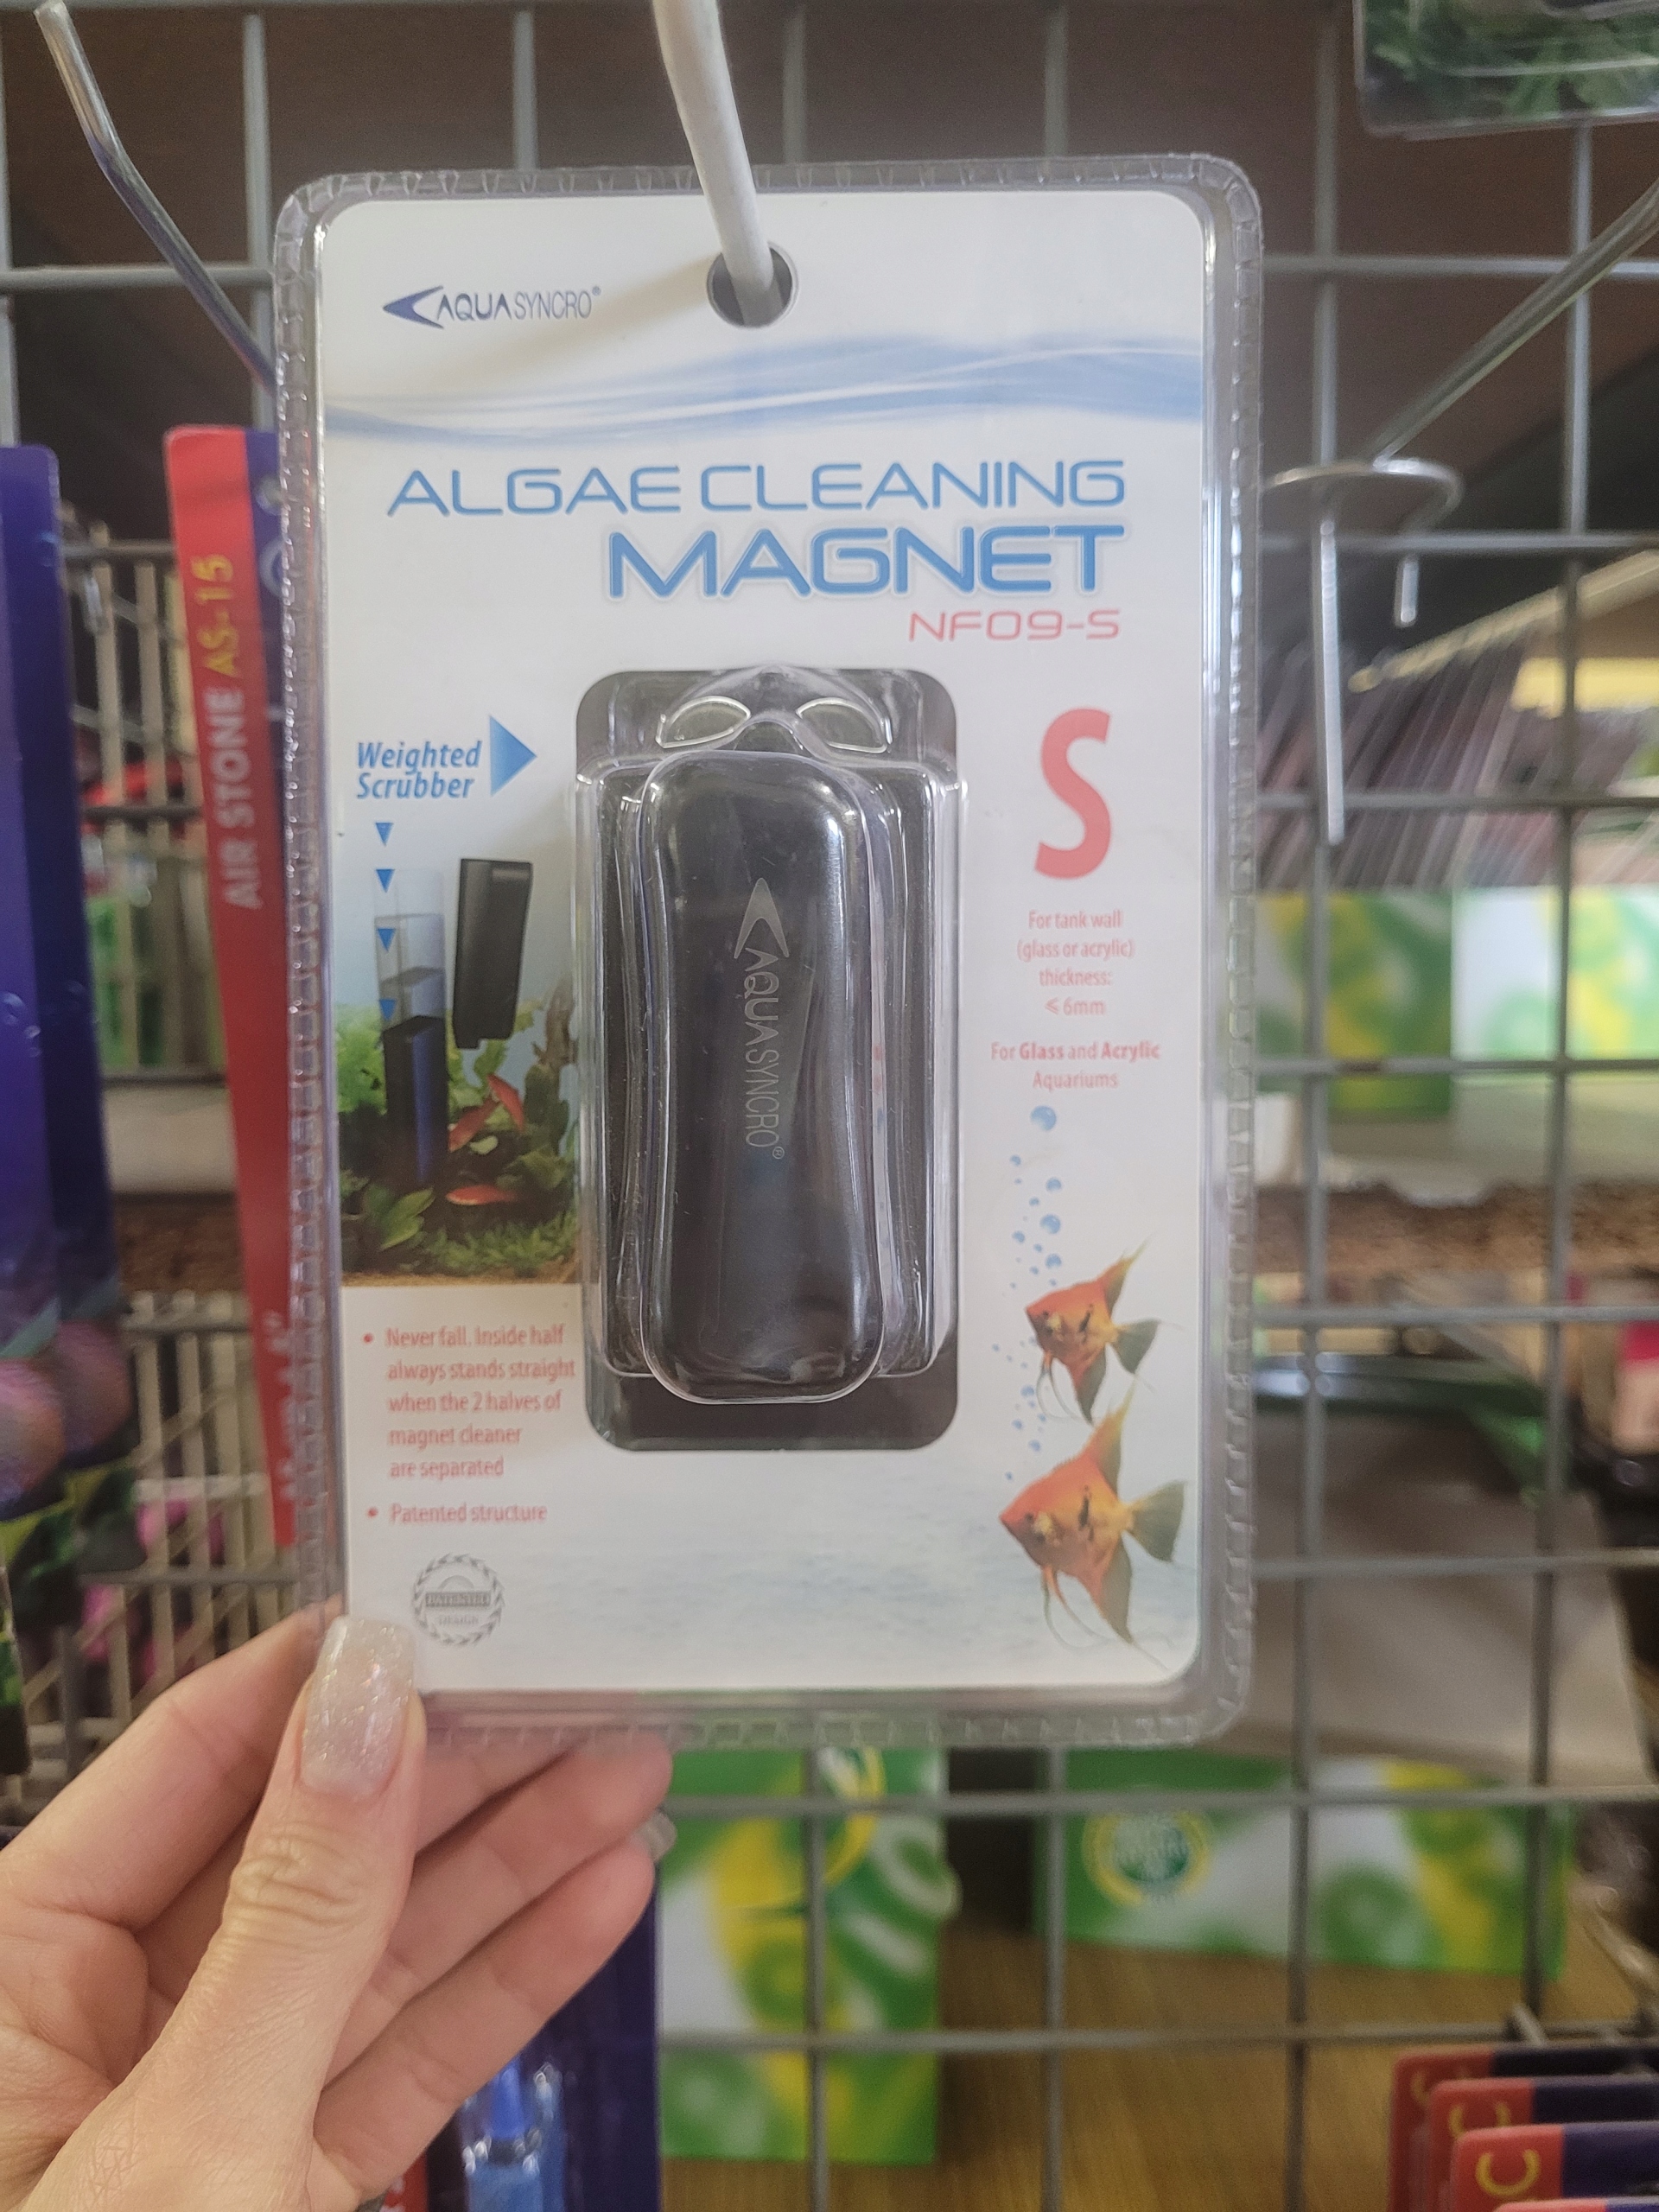 AQUASYNCRO®
ALGAE CLEANING
MAGNET
NF09-S
Weighted
Scrubber
S
For tank wall
(glass or acrylic)
thickness:
≤ 6mm
For Glass and Acrylic
Aquariums
AQUASYNCRO®
• Never fall. Inside half
always stands straight
when the 2 halves of
magnet cleaner
are separated
• Patented structure
PATENTED
DESIGN
AIR STONE AS-15